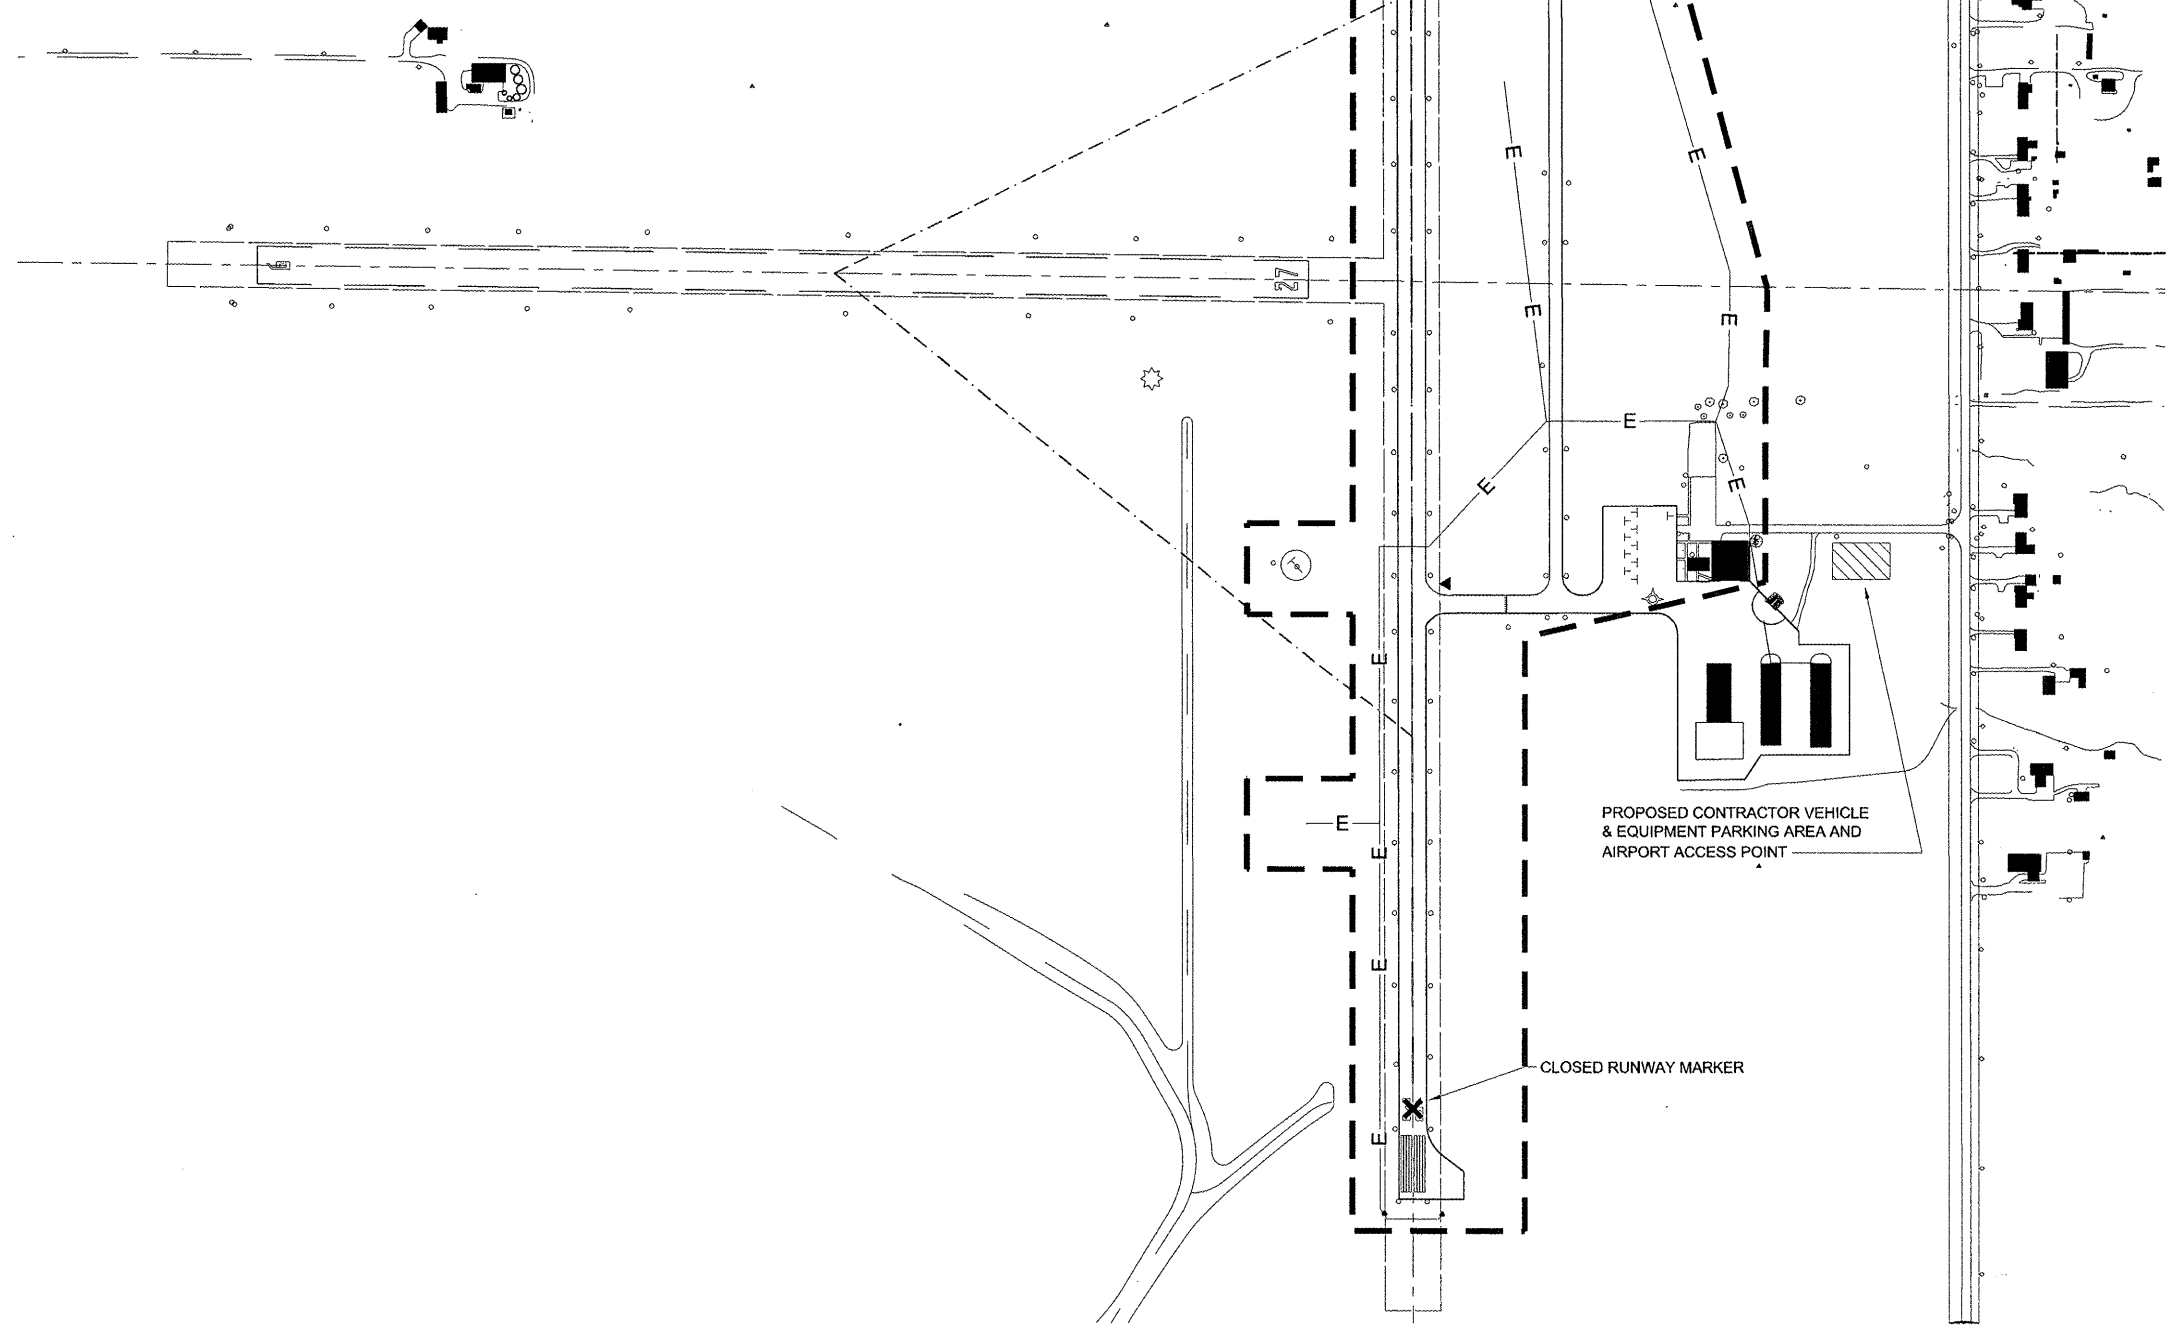 E
E
27
E
E
E
E
E
E
PROPOSED CONTRACTOR VEHICLE
& EQUIPMENT PARKING AREA AND
AIRPORT ACCESS POINT
E
E
E
CLOSED RUNWAY MARKER
E